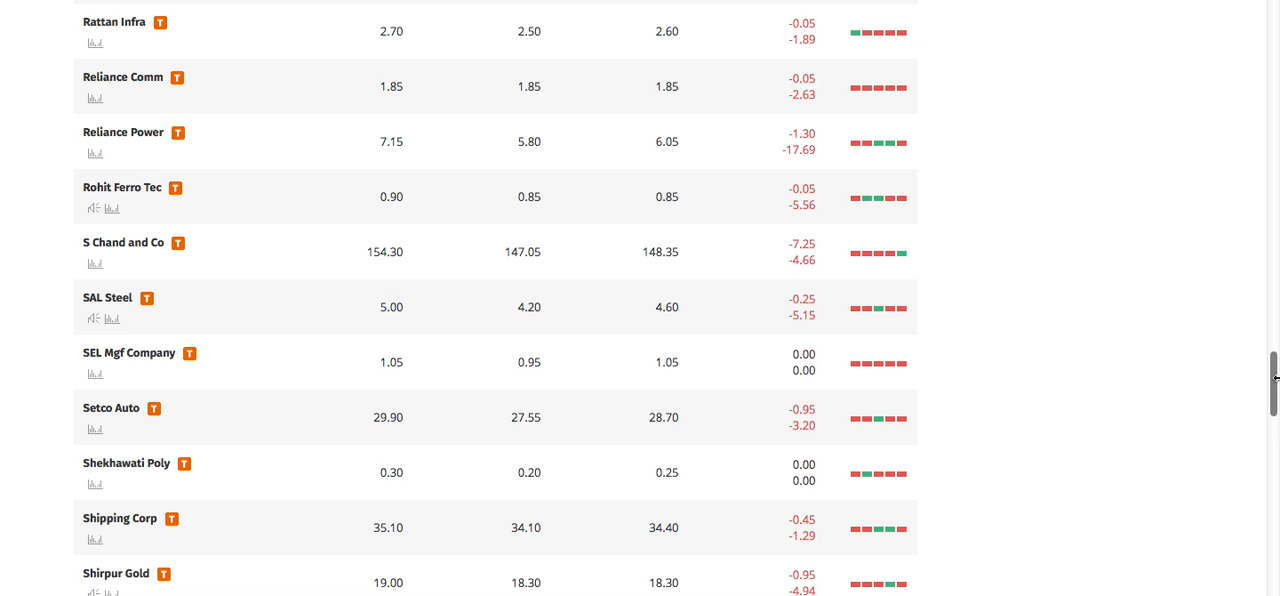 Rattan Infra T 2.70 2.50 2.60 -0.05
-1.89
Reliance Comm T 1.85 1.85 1.85 -0.05
-2.63
Reliance Power T 7.15 5.80 6.05 -1.30
-17.69
Rohit Ferro Tec T 0.90 0.85 0.85 -0.05
-5.56
S Chand and Co T 154.30 147.05 148.35 -7.25
-4.66
SAL Steel T 5.00 4.20 4.60 -0.25
-5.15
SEL Mgf Company T 1.05 0.95 1.05 0.00
0.00
Setco Auto T 29.90 27.55 28.70 -0.95
-3.20
Shekhawati Poly T 0.30 0.20 0.25 0.00
0.00
Shipping Corp T 35.10 34.10 34.40 -0.45
-1.29
Shirpur Gold T 19.00 18.30 18.30 -0.95
-4.94